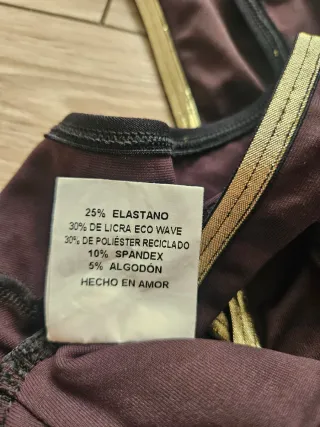 25% ELASTANO
30% DE LICRA ECO WAVE
30% DE POLIÉSTER RECICLADO
10% SPANDEX
5% ALGODÓN
HECHO EN AMOR